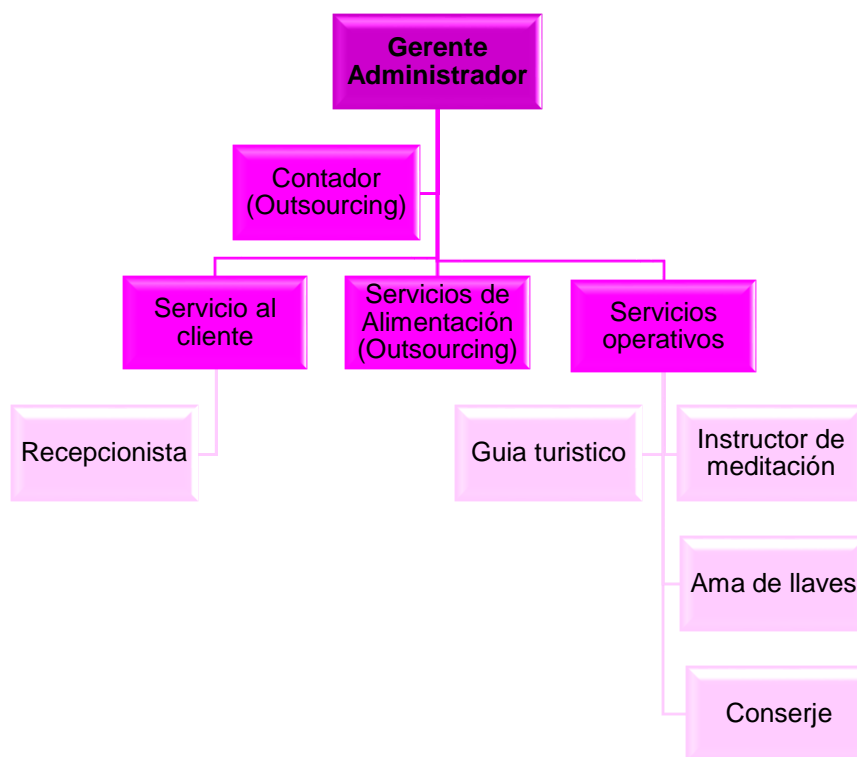 Gerente
Administrador
Contador
(Outsourcing)
Servicio al
cliente
Servicios de
Alimentación
(Outsourcing)
Servicios
operativos
Recepcionista
Guia turistico
Instructor de
meditación
Ama de llaves
Conserje